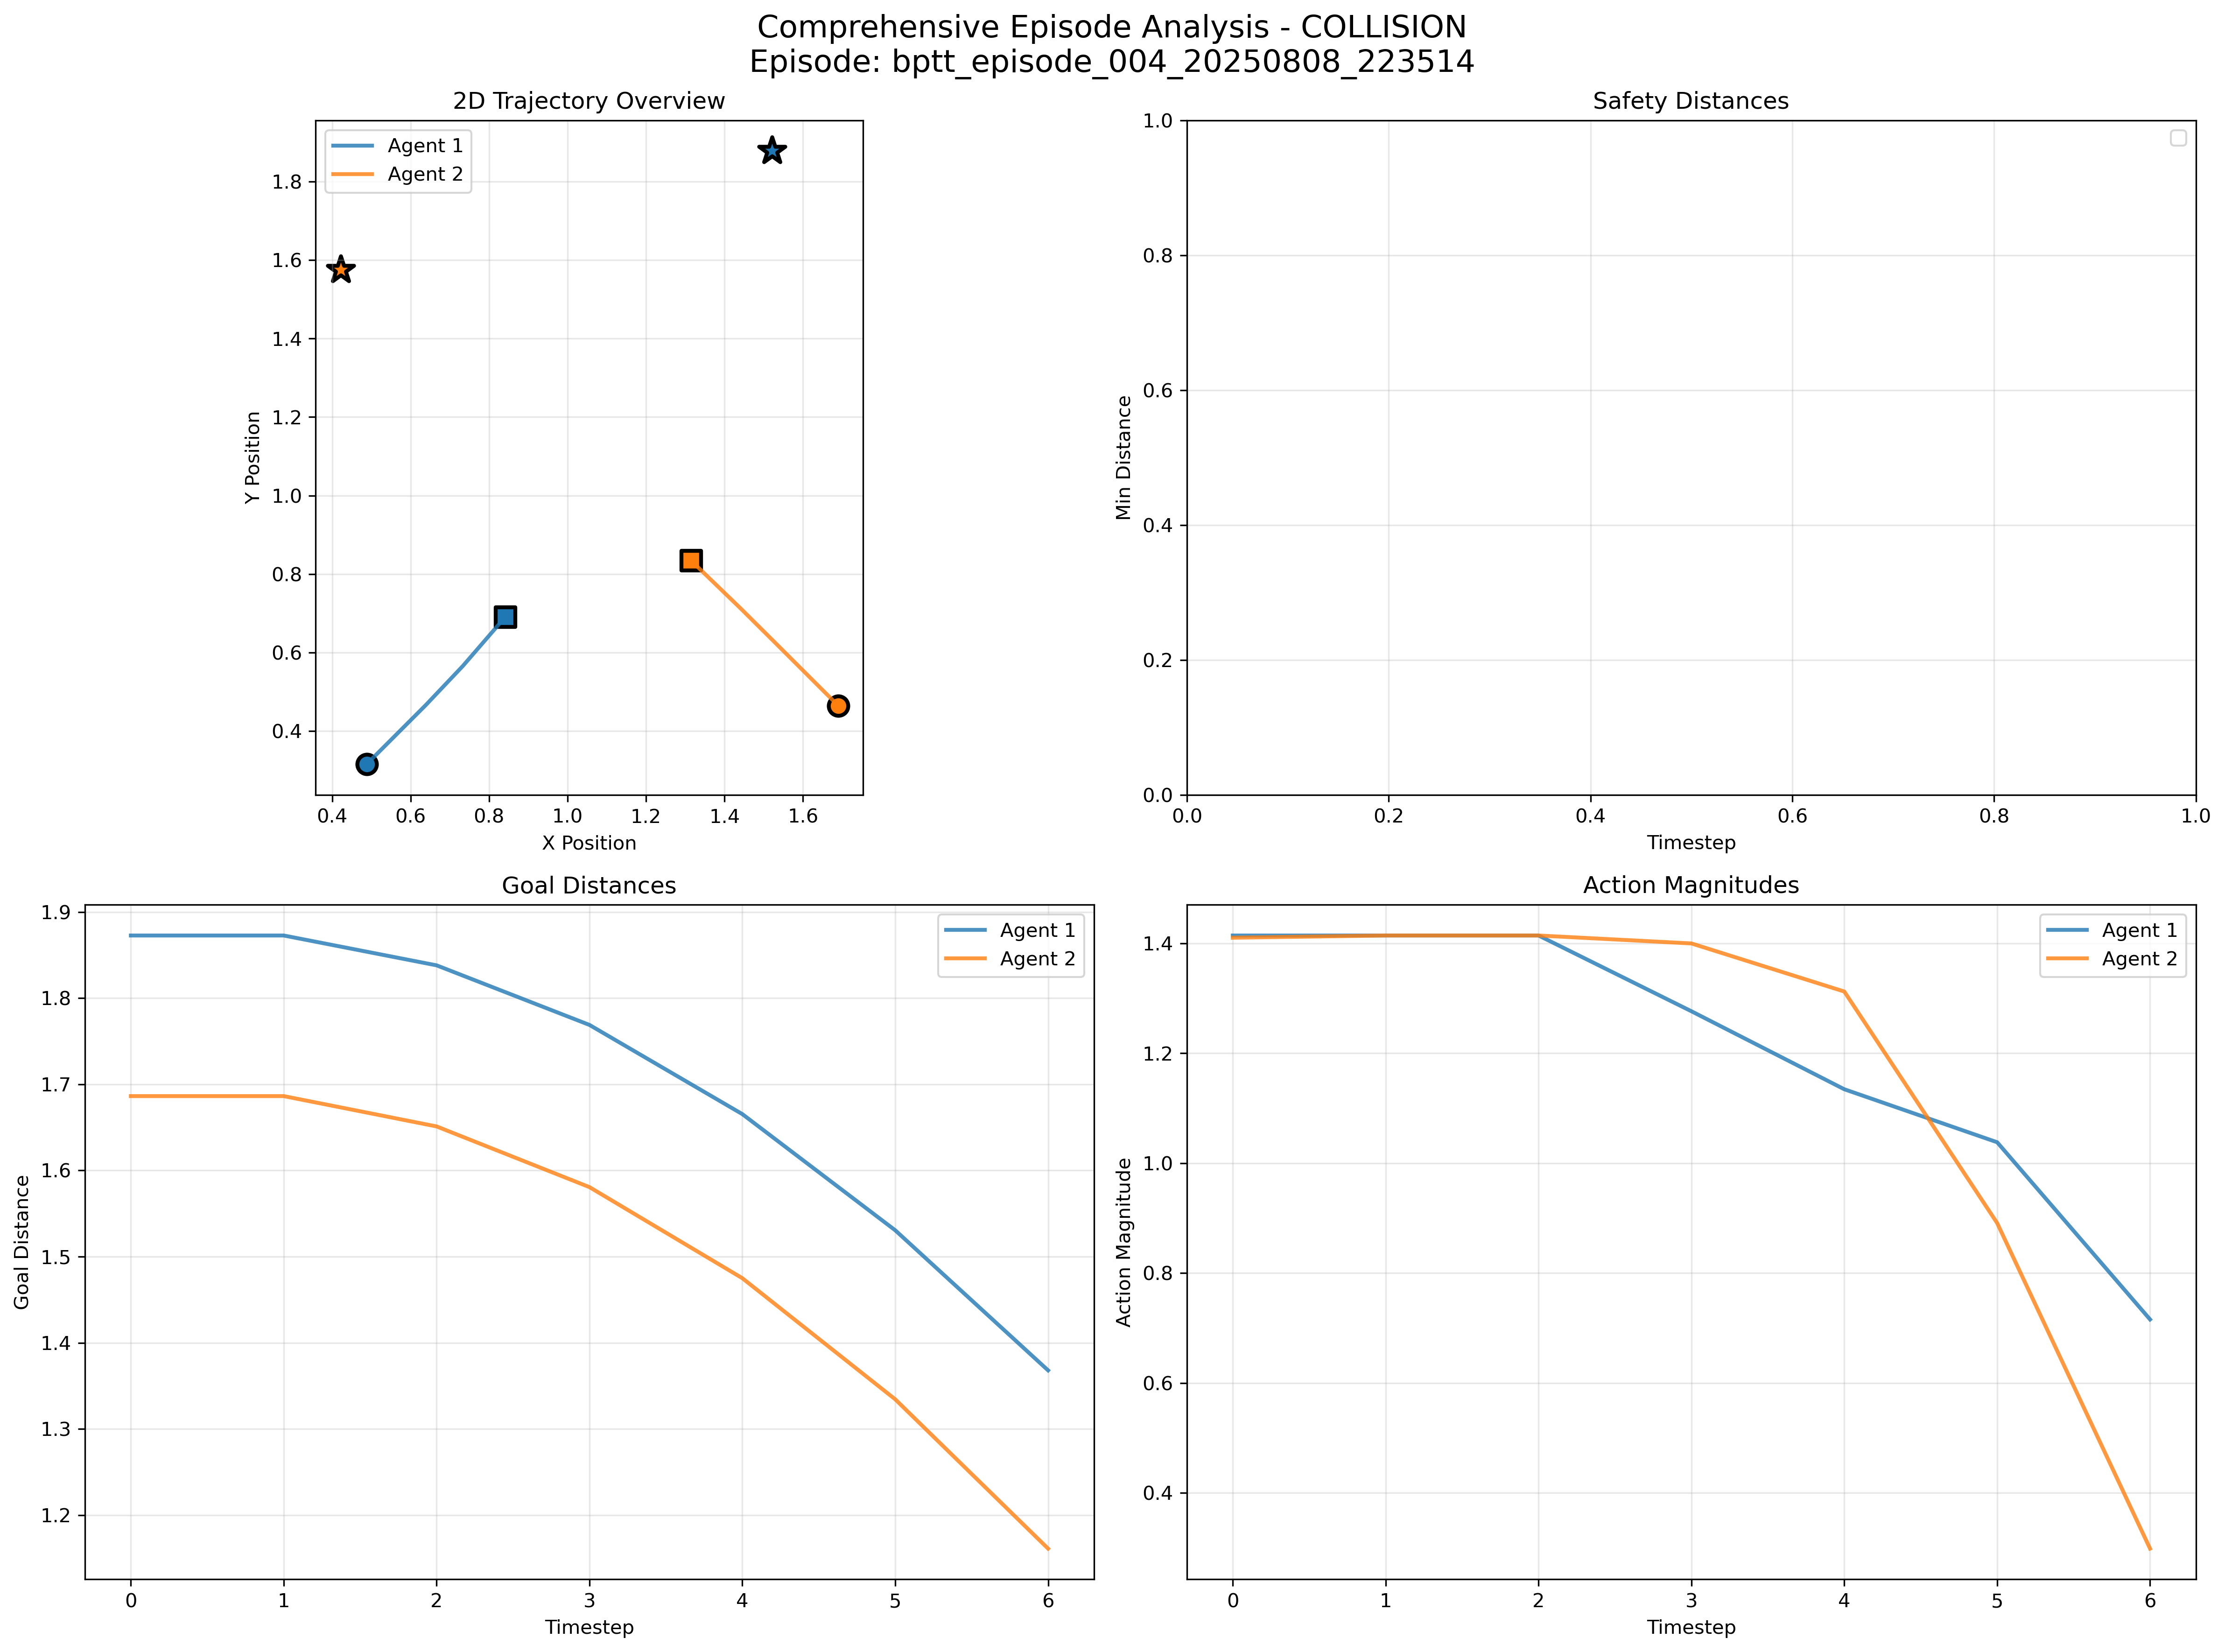 Comprehensive Episode Analysis - COLLISION
Episode: bptt_episode_004_20250808_223514
2D Trajectory Overview
Agent 1
Agent 2
1.8
1.6
1.4
1.2
1.0
0.8
0.6
0.4
Y Position
0.4 0.6 0.8 1.0 1.2 1.4 1.6
X Position
Safety Distances
1.0
0.8
0.6
0.4
0.2
0.0
Min Distance
0.0 0.2 0.4 0.6 0.8 1.0
Timestep
Goal Distances
Agent 1
Agent 2
1.9
1.8
1.7
1.6
1.5
1.4
1.3
1.2
Goal Distance
0 1 2 3 4 5 6
Timestep
Action Magnitudes
Agent 1
Agent 2
1.4
1.2
1.0
0.8
0.6
0.4
Action Magnitude
0 1 2 3 4 5 6
Timestep